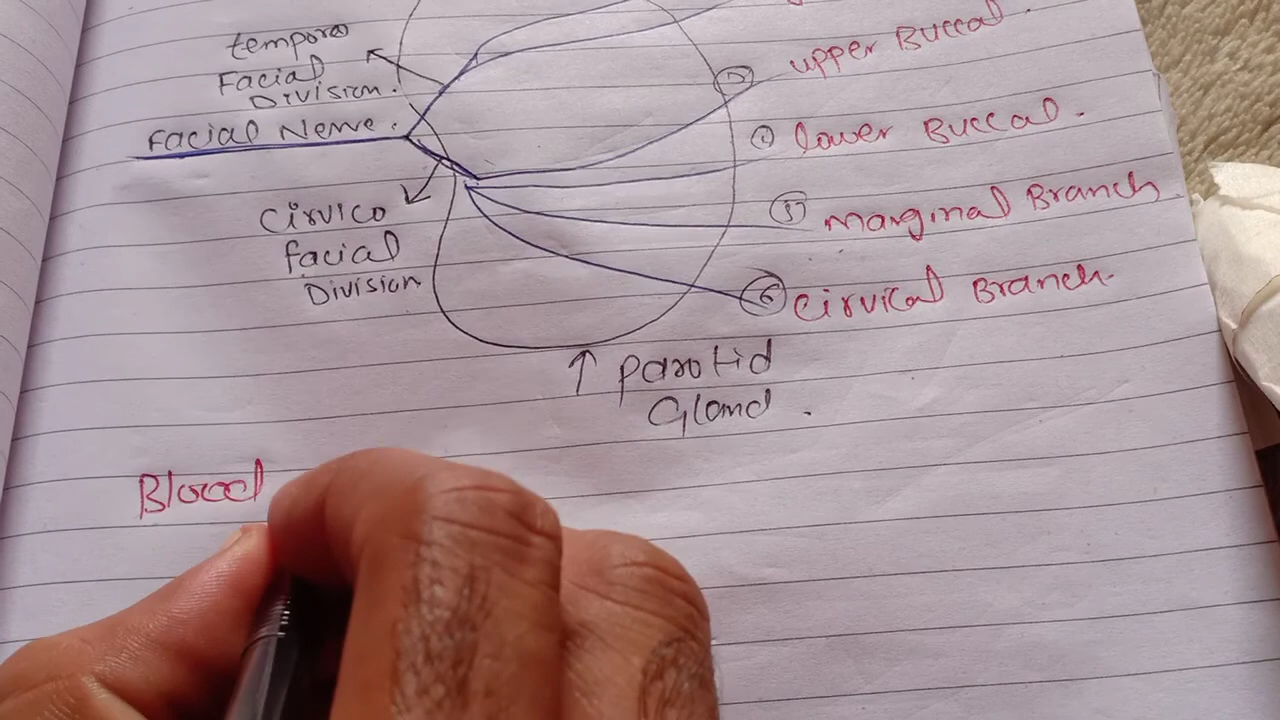 tempora
Facial
Division.
Facial Nerve.
Cirvico
facial
Division
upper Buccal.
lower Buccal.
5 marginal Branch
6 Cirvical Branch.
↑ parotid
Gland.
Blood